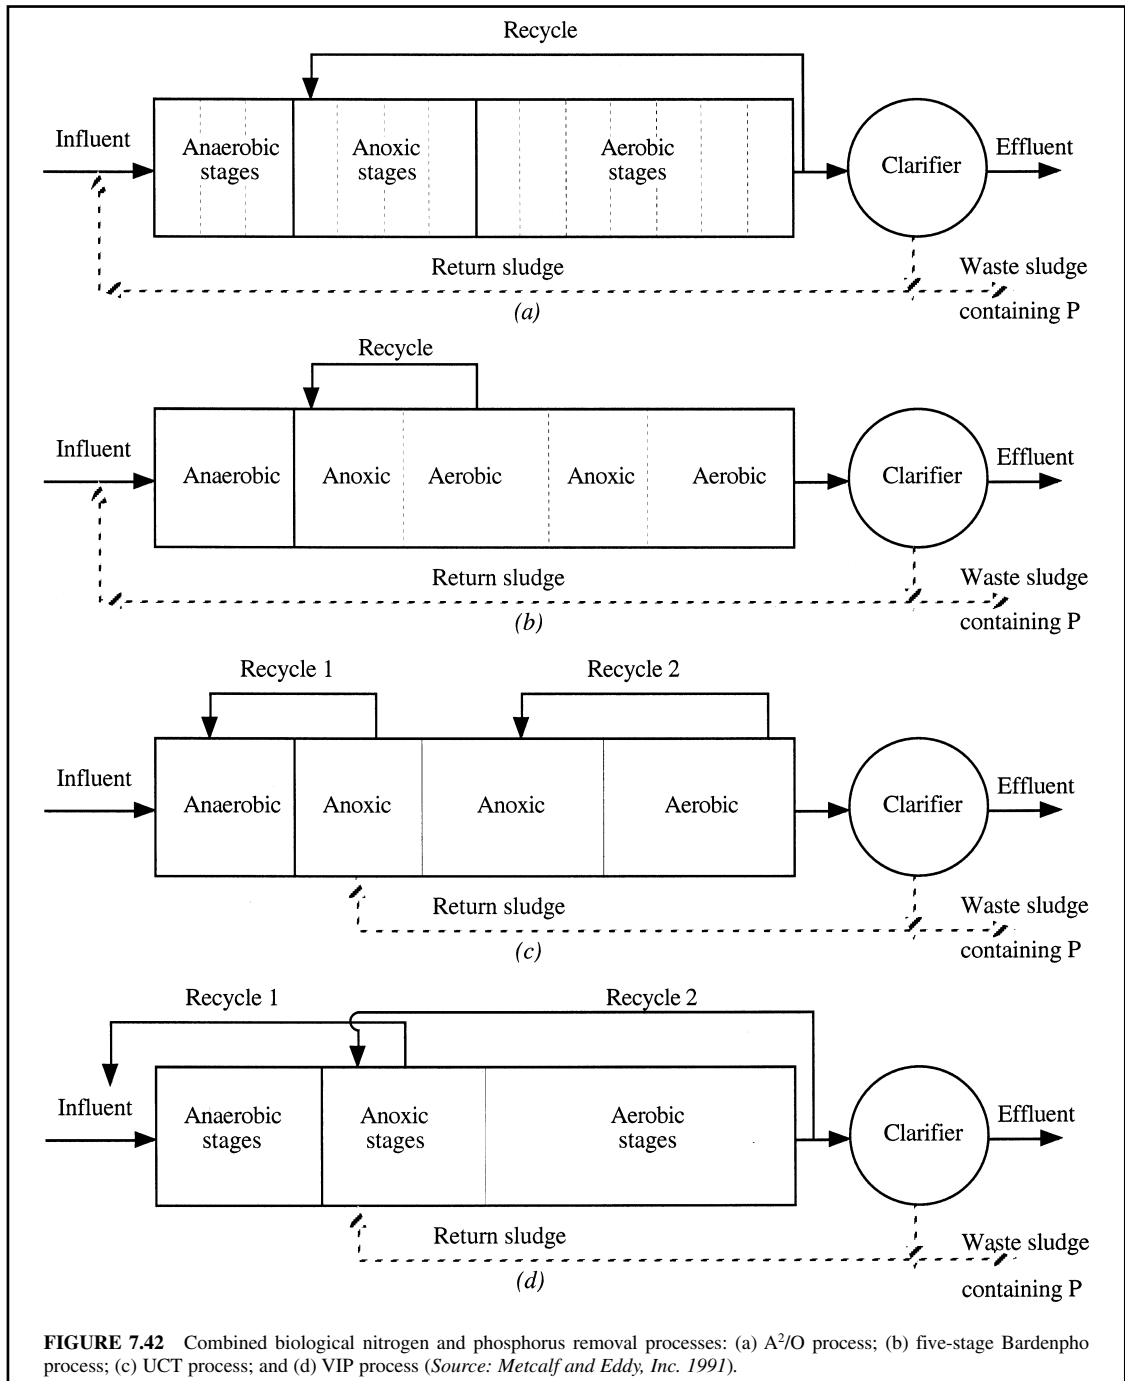 Recycle
Influent
Anaerobic
stages
Anoxic
stages
Aerobic
stages
Clarifier
Effluent
Return sludge
Waste sludge
containing P
(a)
Recycle
Influent
Anaerobic
Anoxic
Aerobic
Anoxic
Aerobic
Clarifier
Effluent
Return sludge
Waste sludge
containing P
(b)
Recycle 1
Recycle 2
Influent
Anaerobic
Anoxic
Anoxic
Aerobic
Clarifier
Effluent
Return sludge
Waste sludge
containing P
(c)
Recycle 1
Recycle 2
Influent
Anaerobic
stages
Anoxic
stages
Aerobic
stages
Clarifier
Effluent
Return sludge
Waste sludge
containing P
(d)
FIGURE 7.42 Combined biological nitrogen and phosphorus removal processes: (a) A²/O process; (b) five-stage Bardenpho
process; (c) UCT process; and (d) VIP process (Source: Metcalf and Eddy, Inc. 1991).